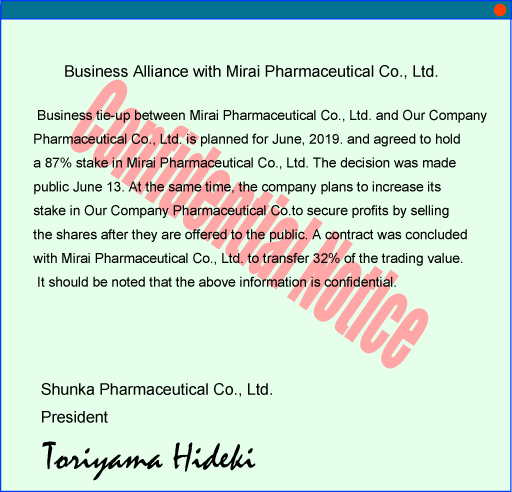 Business Alliance with Mirai Pharmaceutical Co., Ltd.
Business tie-up between Mirai Pharmaceutical Co., Ltd. and Our Company
Pharmaceutical Co., Ltd. is planned for June, 2019. and agreed to hold
a 87% stake in Mirai Pharmaceutical Co., Ltd. The decision was made
public June 13. At the same time, the company plans to increase its
stake in Our Company Pharmaceutical Co.to secure profits by selling
the shares after they are offered to the public. A contract was concluded
with Mirai Pharmaceutical Co., Ltd. to transfer 32% of the trading value.
It should be noted that the above information is confidential.
Confidential Notice
Shunka Pharmaceutical Co., Ltd.
President
Toriyama Hideki